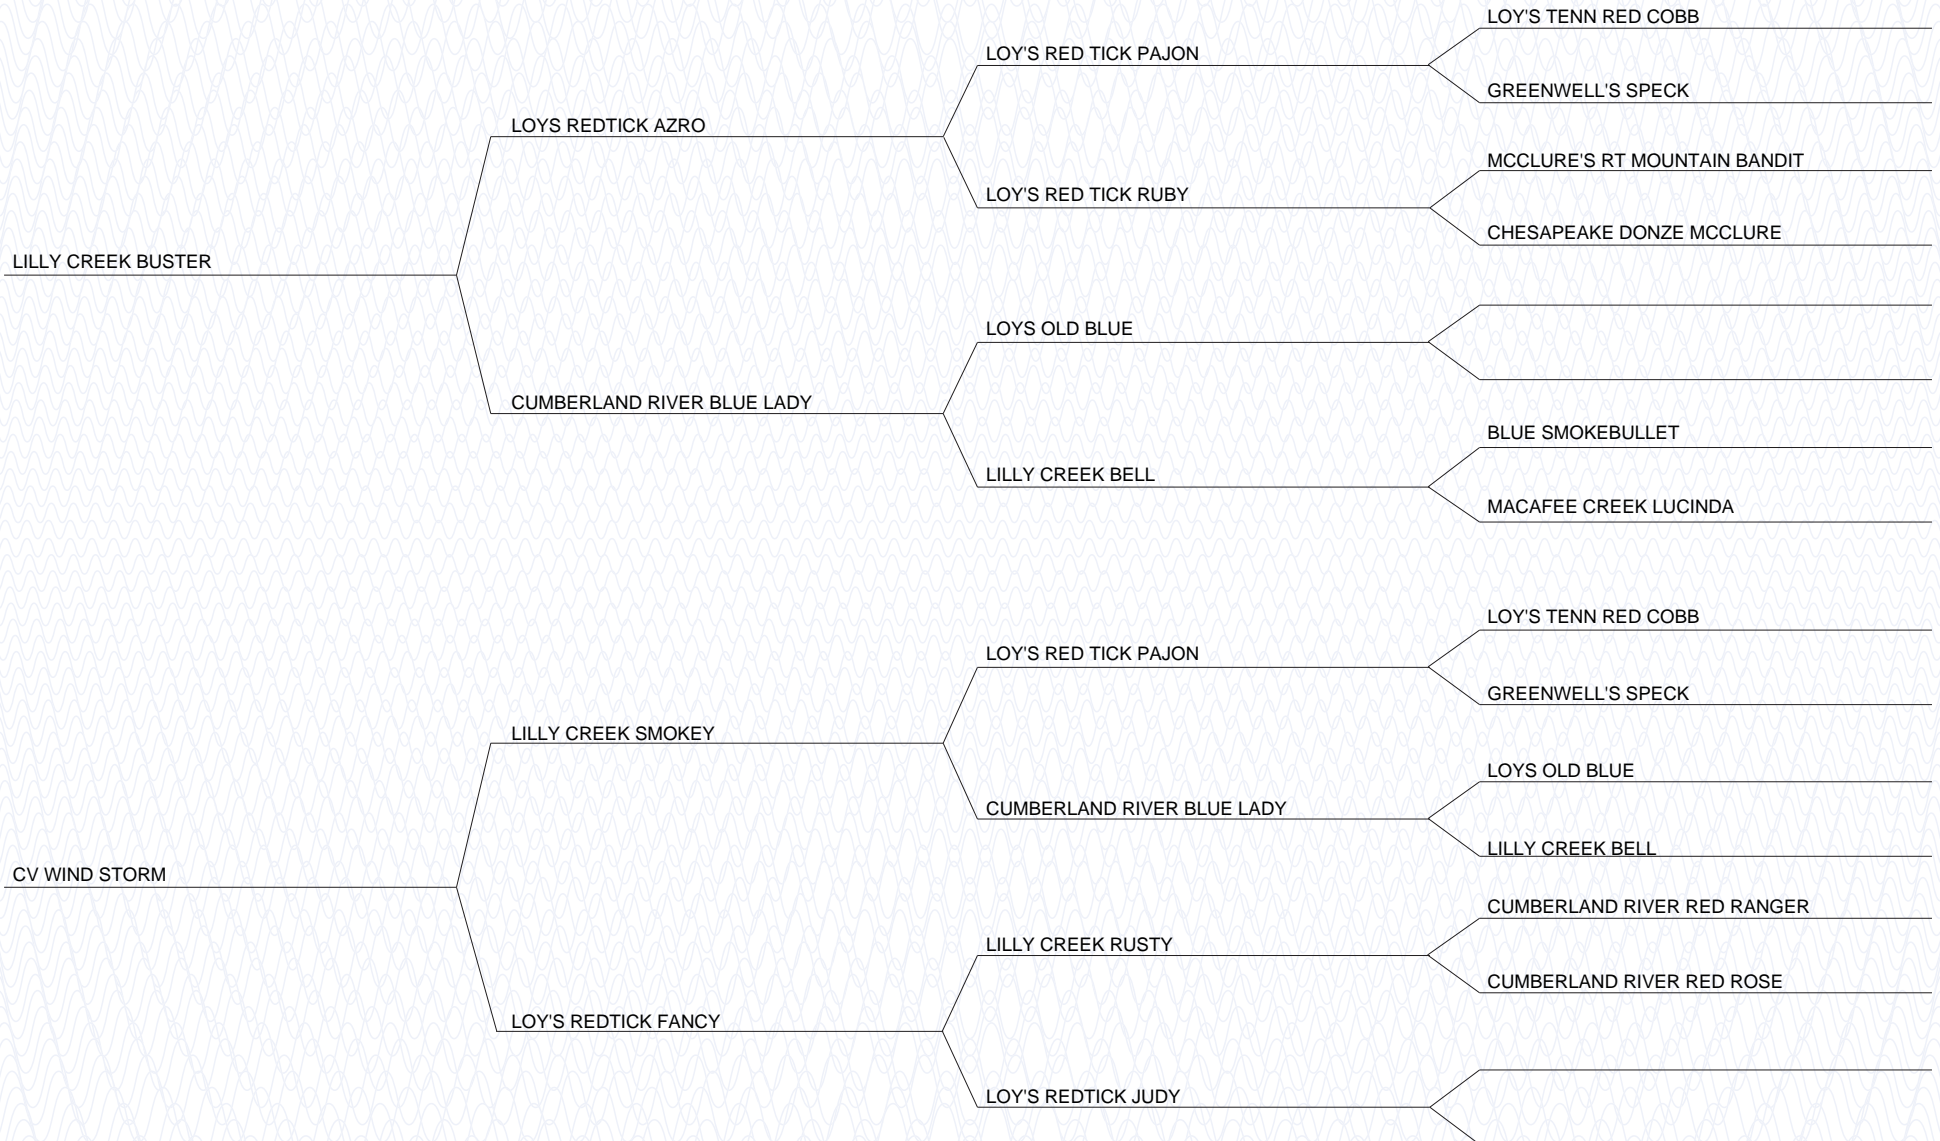 LOY'S TENN RED COBB
LOY'S RED TICK PAJON
GREENWELL'S SPECK
LOYS REDTICK AZRO
MCCLURE'S RT MOUNTAIN BANDIT
LOY'S RED TICK RUBY
CHESAPEAKE DONZE MCCLURE
LILLY CREEK BUSTER
LOYS OLD BLUE
CUMBERLAND RIVER BLUE LADY
BLUE SMOKEBULLET
LILLY CREEK BELL
MACAFEE CREEK LUCINDA
LOY'S TENN RED COBB
LOY'S RED TICK PAJON
GREENWELL'S SPECK
LILLY CREEK SMOKEY
LOYS OLD BLUE
CUMBERLAND RIVER BLUE LADY
LILLY CREEK BELL
CV WIND STORM
CUMBERLAND RIVER RED RANGER
LILLY CREEK RUSTY
CUMBERLAND RIVER RED ROSE
LOY'S REDTICK FANCY
LOY'S REDTICK JUDY